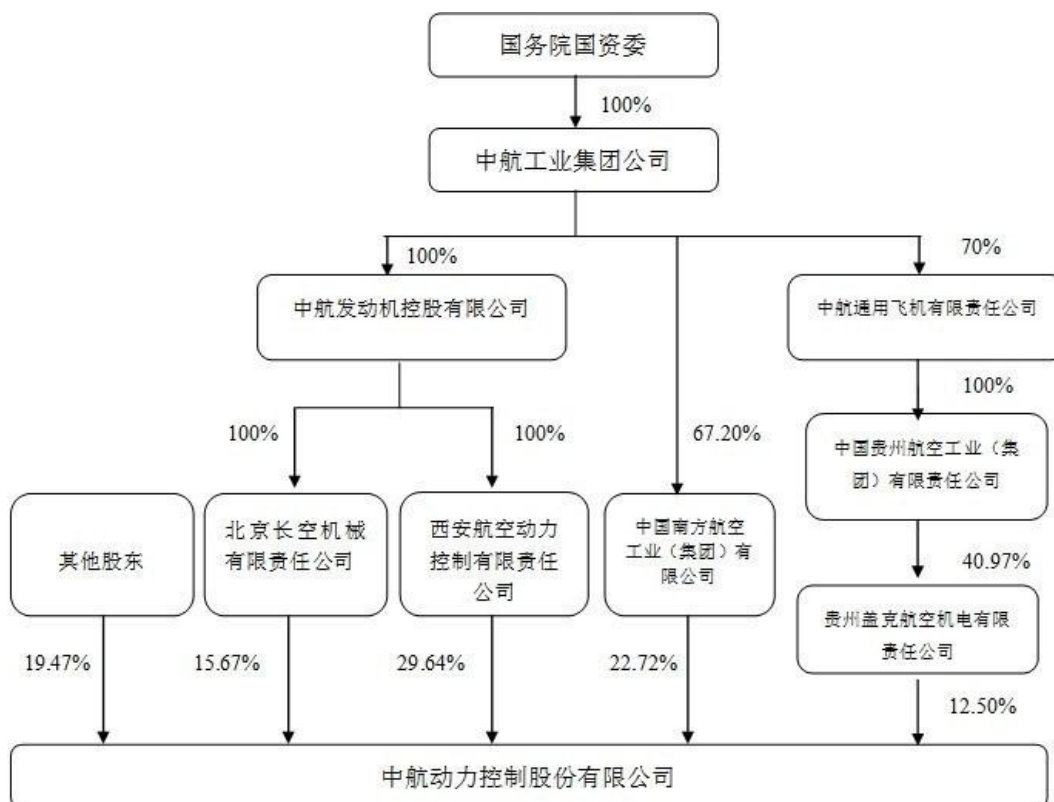 国务院国资委
100%
中航工业集团公司
100%
70%
中航发动机控股有限公司
中航通用飞机有限责任公司
100%
100%
100%
67.20%
中国贵州航空工业（集
团）有限责任公司
其他股东
北京长空机械
有限责任公司
西安航空动力
控制有限责任
公司
中国南方航空
工业（集团）有
限公司
40.97%
贵州盖克航空机电有限
责任公司
19.47%
15.67%
29.64%
22.72%
12.50%
中航动力控制股份有限公司